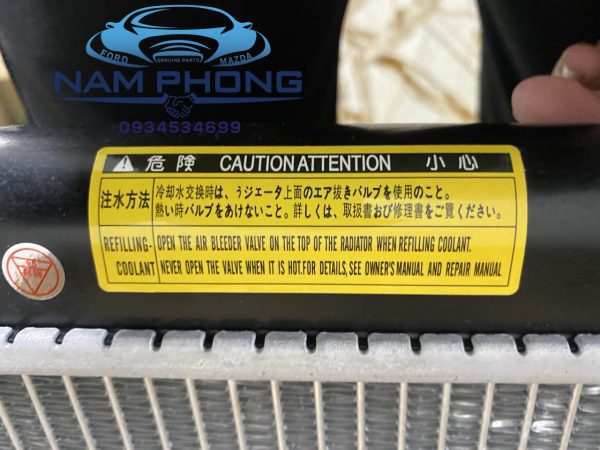 FORD
GENUINE PARTS
MAZDA
NAM PHONG
0934534699
危険 CAUTION ATTENTION 小心
注水方法
冷却水交換時は、ぅジエータ上面のエア抜きバルブを使用のこと。
熱い時バルブをあけないこと。詳しくは、取扱書および修理書をご覧ください。
REFILLING-
COOLANT
OPEN THE AIR BLEEDER VALVE ON THE TOP OF THE RADIATOR WHEN REFILLING COOLANT.
NEVER OPEN THE VALVE WHEN IT IS HOT.FOR DETAILS, SEE OWNER'S MANUAL AND REPAIR MANUAL